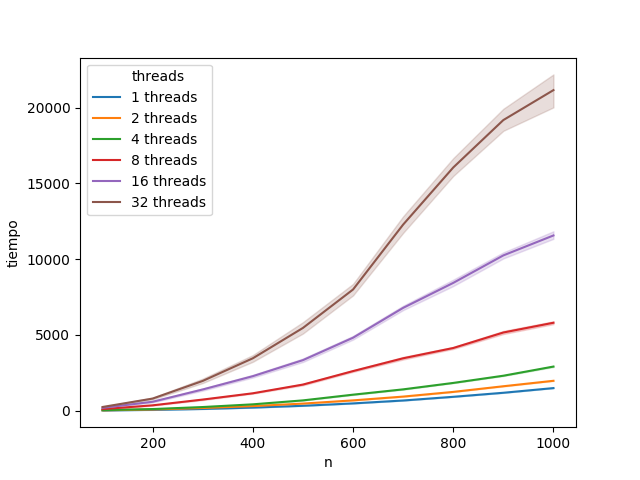 threads
1 threads
2 threads
4 threads
8 threads
16 threads
32 threads
20000
15000
10000
5000
0
tiempo
200
400
600
800
1000
n